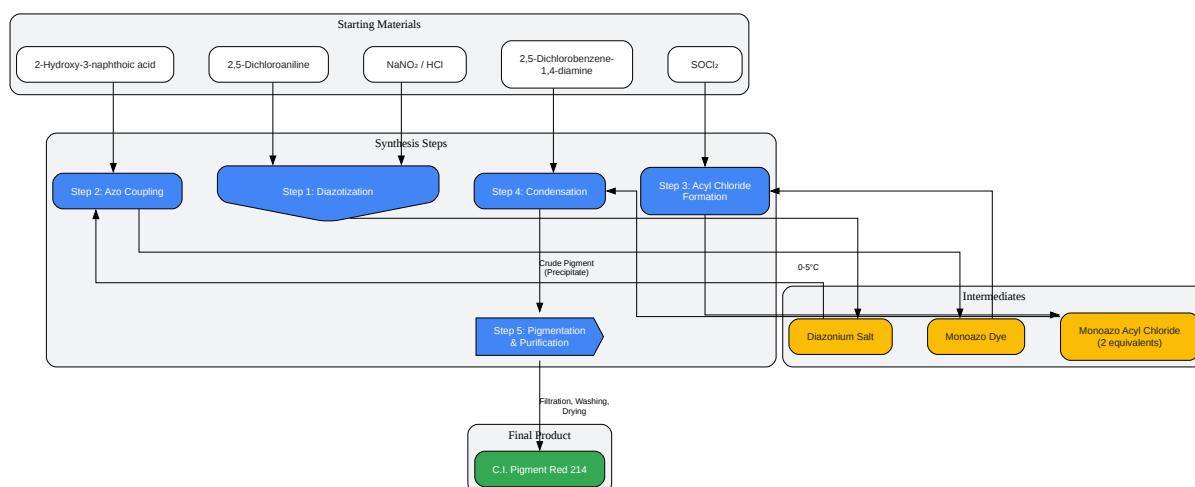 Starting Materials
2-Hydroxy-3-naphthoic acid
2,5-Dichloroaniline
NaNO₂ / HCl
2,5-Dichlorobenzene-
1,4-diamine
SOCl₂
Synthesis Steps
Step 2: Azo Coupling
Step 1: Diazotization
Step 4: Condensation
Step 3: Acyl Chloride
Formation
Crude Pigment
(Precipitate)
0-5°C
Intermediates
Step 5: Pigmentation
& Purification
Diazonium Salt
Monoazo Dye
Monoazo Acyl Chloride
(2 equivalents)
Filtration, Washing,
Drying
Final Product
C.I. Pigment Red 214